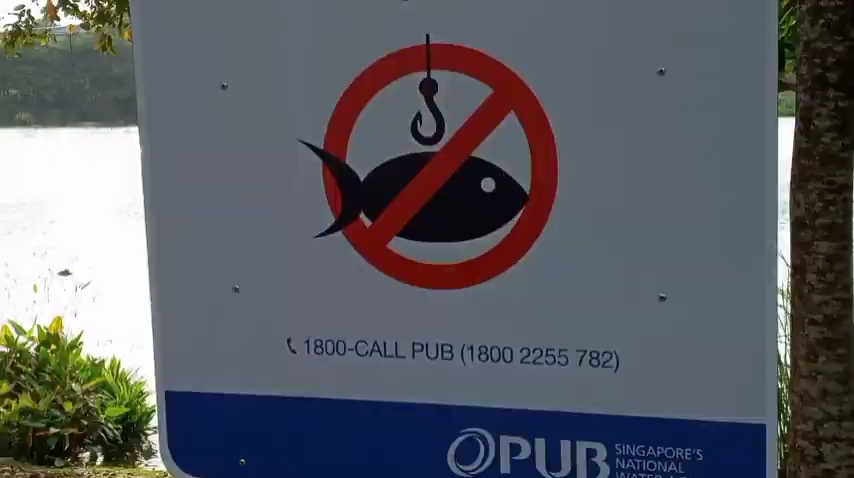 1800-CALL PUB (1800 2255 782)
PUB SINGAPORE'S
NATIONAL
WATER